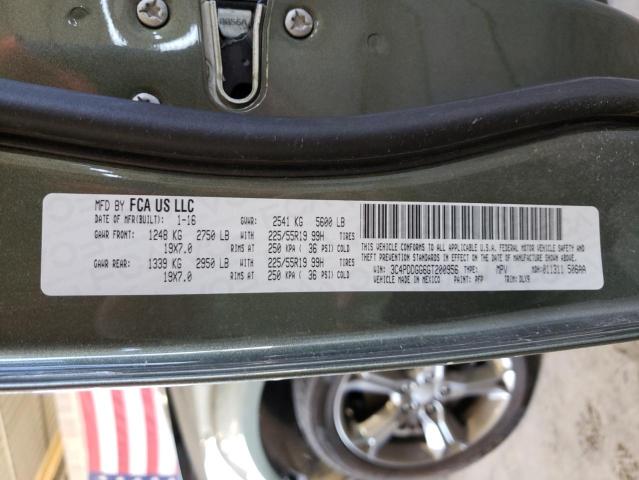 MFD BY FCA US LLC
DATE OF MFR(BUILT): 1-16 GVWR: 2541 KG 5600 LB
GAWR FRONT: 1248 KG 2750 LB WITH 225/55R19 99H TIRES
19X7.0 RIMS AT 250 KPA ( 36 PSI) COLD
GAWR REAR: 1339 KG 2950 LB WITH 225/55R19 99H TIRES
19X7.0 RIMS AT 250 KPA ( 36 PSI) COLD
THIS VEHICLE CONFORMS TO ALL APPLICABLE U.S.A. FEDERAL MOTOR VEHICLE SAFETY AND
THEFT PREVENTION STANDARDS IN EFFECT ON THE DATE OF MANUFACTURE SHOWN ABOVE.
VIN: 3C4PDDGG6GT200956 TYPE: MPV MDH: 011311 506AA
VEHICLE MADE IN MEXICO PAINT: PFP TRIM: DLX9